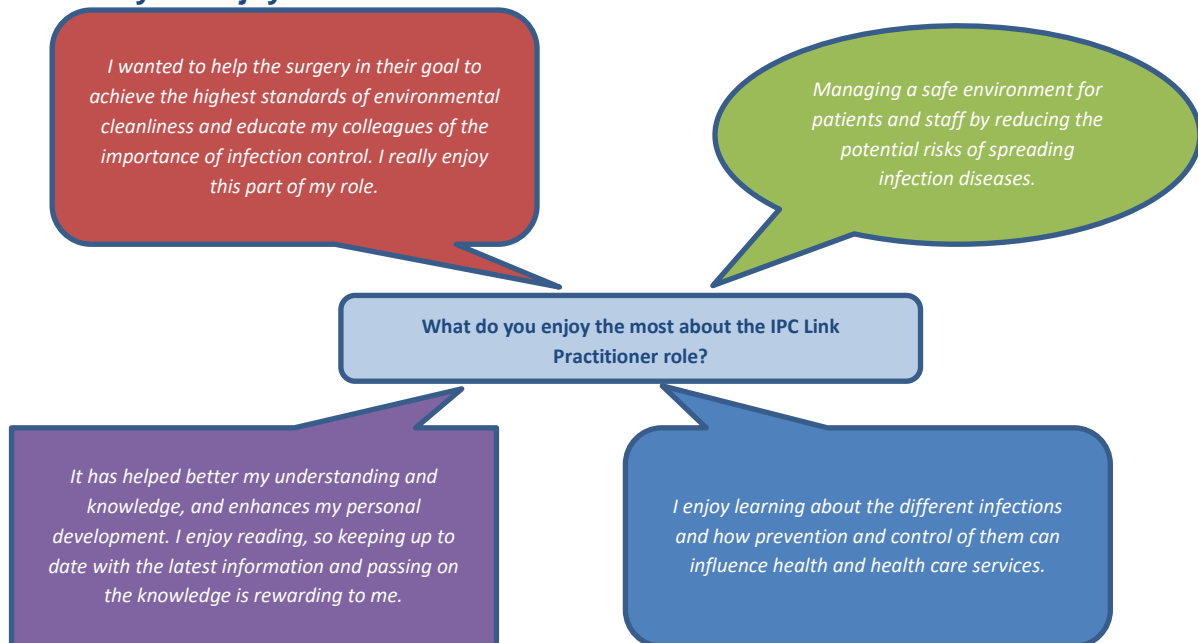 I wanted to help the surgery in their goal to
achieve the highest standards of environmental
cleanliness and educate my colleagues of the
importance of infection control. I really enjoy
this part of my role.
Managing a safe environment for
patients and staff by reducing the
potential risks of spreading
infection diseases.
What do you enjoy the most about the IPC Link
Practitioner role?
It has helped better my understanding and
knowledge, and enhances my personal
development. I enjoy reading, so keeping up to
date with the latest information and passing on
the knowledge is rewarding to me.
I enjoy learning about the different infections
and how prevention and control of them can
influence health and health care services.